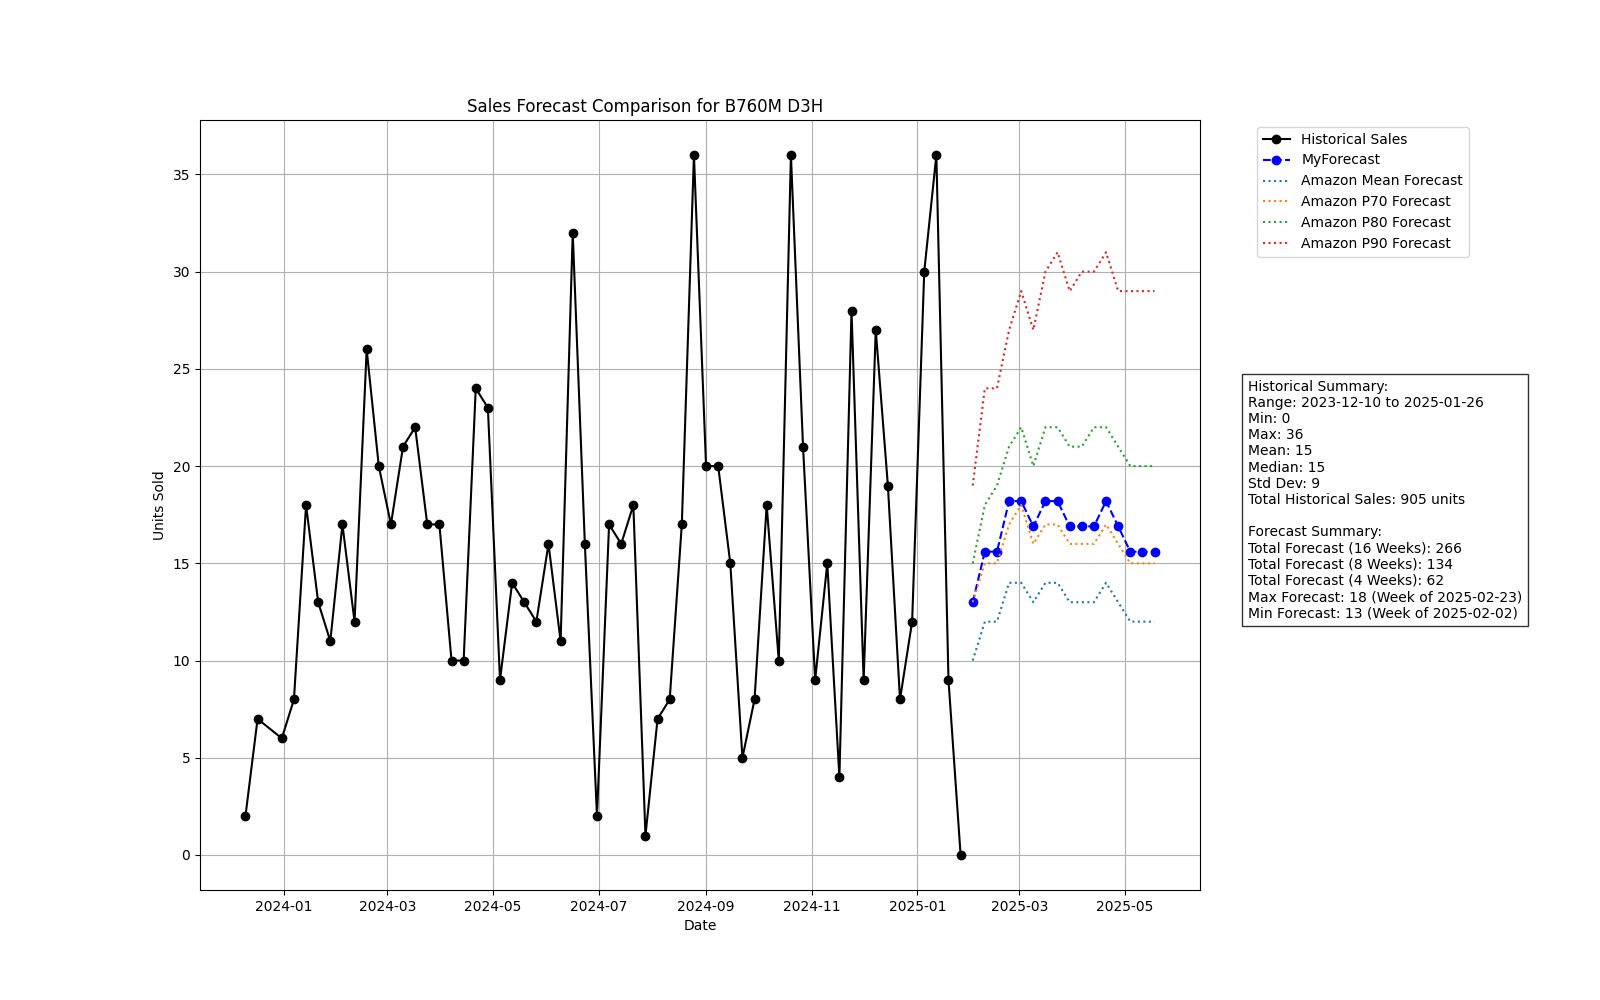 Sales Forecast Comparison for B760M D3H
Historical Sales
MyForecast
Amazon Mean Forecast
Amazon P70 Forecast
Amazon P80 Forecast
Amazon P90 Forecast
Units Sold
35
30
25
20
15
10
5
0
2024-01
2024-03
2024-05
2024-07
2024-09
2024-11
2025-01
2025-03
2025-05
Date
Historical Summary:
Range: 2023-12-10 to 2025-01-26
Min: 0
Max: 36
Mean: 15
Median: 15
Std Dev: 9
Total Historical Sales: 905 units
Forecast Summary:
Total Forecast (16 Weeks): 266
Total Forecast (8 Weeks): 134
Total Forecast (4 Weeks): 62
Max Forecast: 18 (Week of 2025-02-23)
Min Forecast: 13 (Week of 2025-02-02)